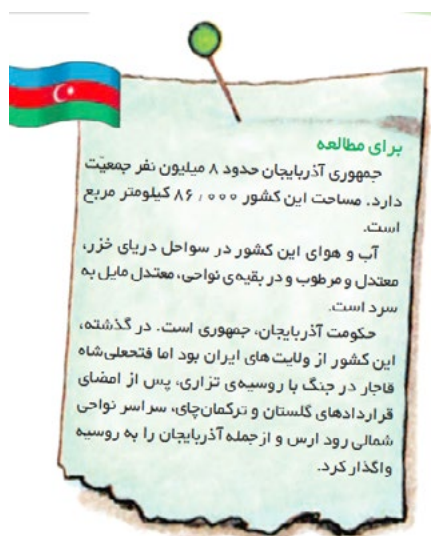 برای مطالعه
جمهوری آذربایجان حدود ۸ میلیون نفر جمعیّت
دارد. مساحت این کشور ۸۶,۰۰۰ کیلومتر مربع
است.
آب و هوای این کشور در سواحل دریای خزر،
معتدل و مرطوب و در بقیه‌ی نواحی، معتدل مایل به
سرد است.
حکومت آذربایجان، جمهوری است. در گذشته،
این کشور از ولایت‌های ایران بود اما فتحعلی‌شاه
قاجار در جنگ با روسیه‌ی تزاری، پس از امضای
قراردادهای گلستان و ترکمان‌چای، سراسر نواحی
شمالی رود ارس و ازجمله آذربایجان را به روسیه
واگذار کرد.